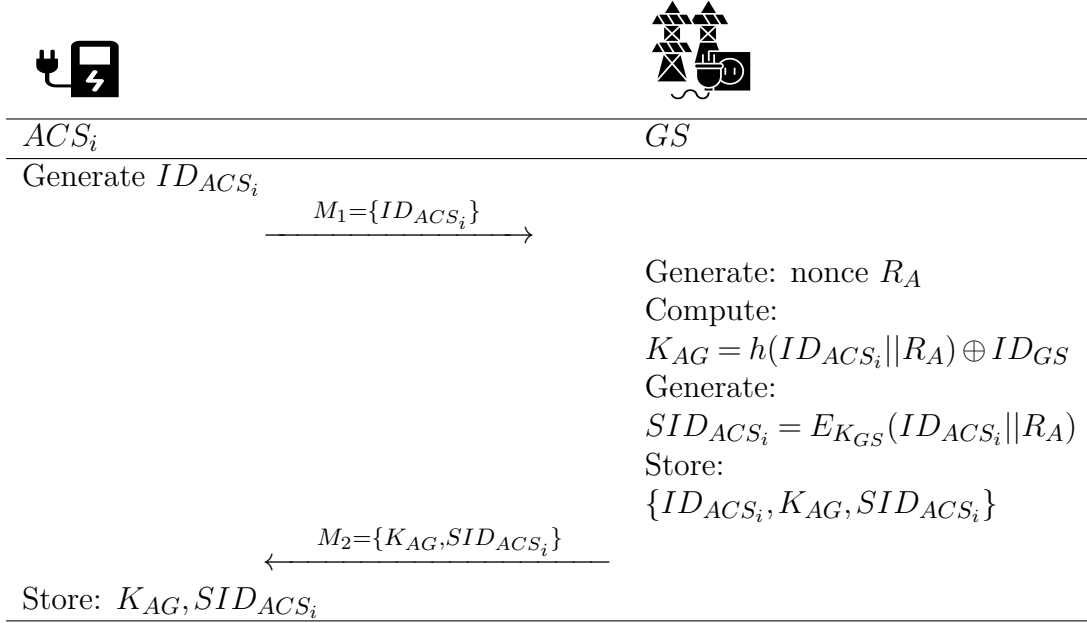 ACS_i GS
Generate ID_{ACS_i}
M_1={ID_{ACS_i}}
Generate: nonce R_A
Compute:
K_{AG} = h(ID_{ACS_i}||R_A) ⊕ ID_{GS}
Generate:
SID_{ACS_i} = E_{K_{GS}}(ID_{ACS_i}||R_A)
Store:
{ID_{ACS_i}, K_{AG}, SID_{ACS_i}}
M_2={K_{AG},SID_{ACS_i}}
Store: K_{AG}, SID_{ACS_i}